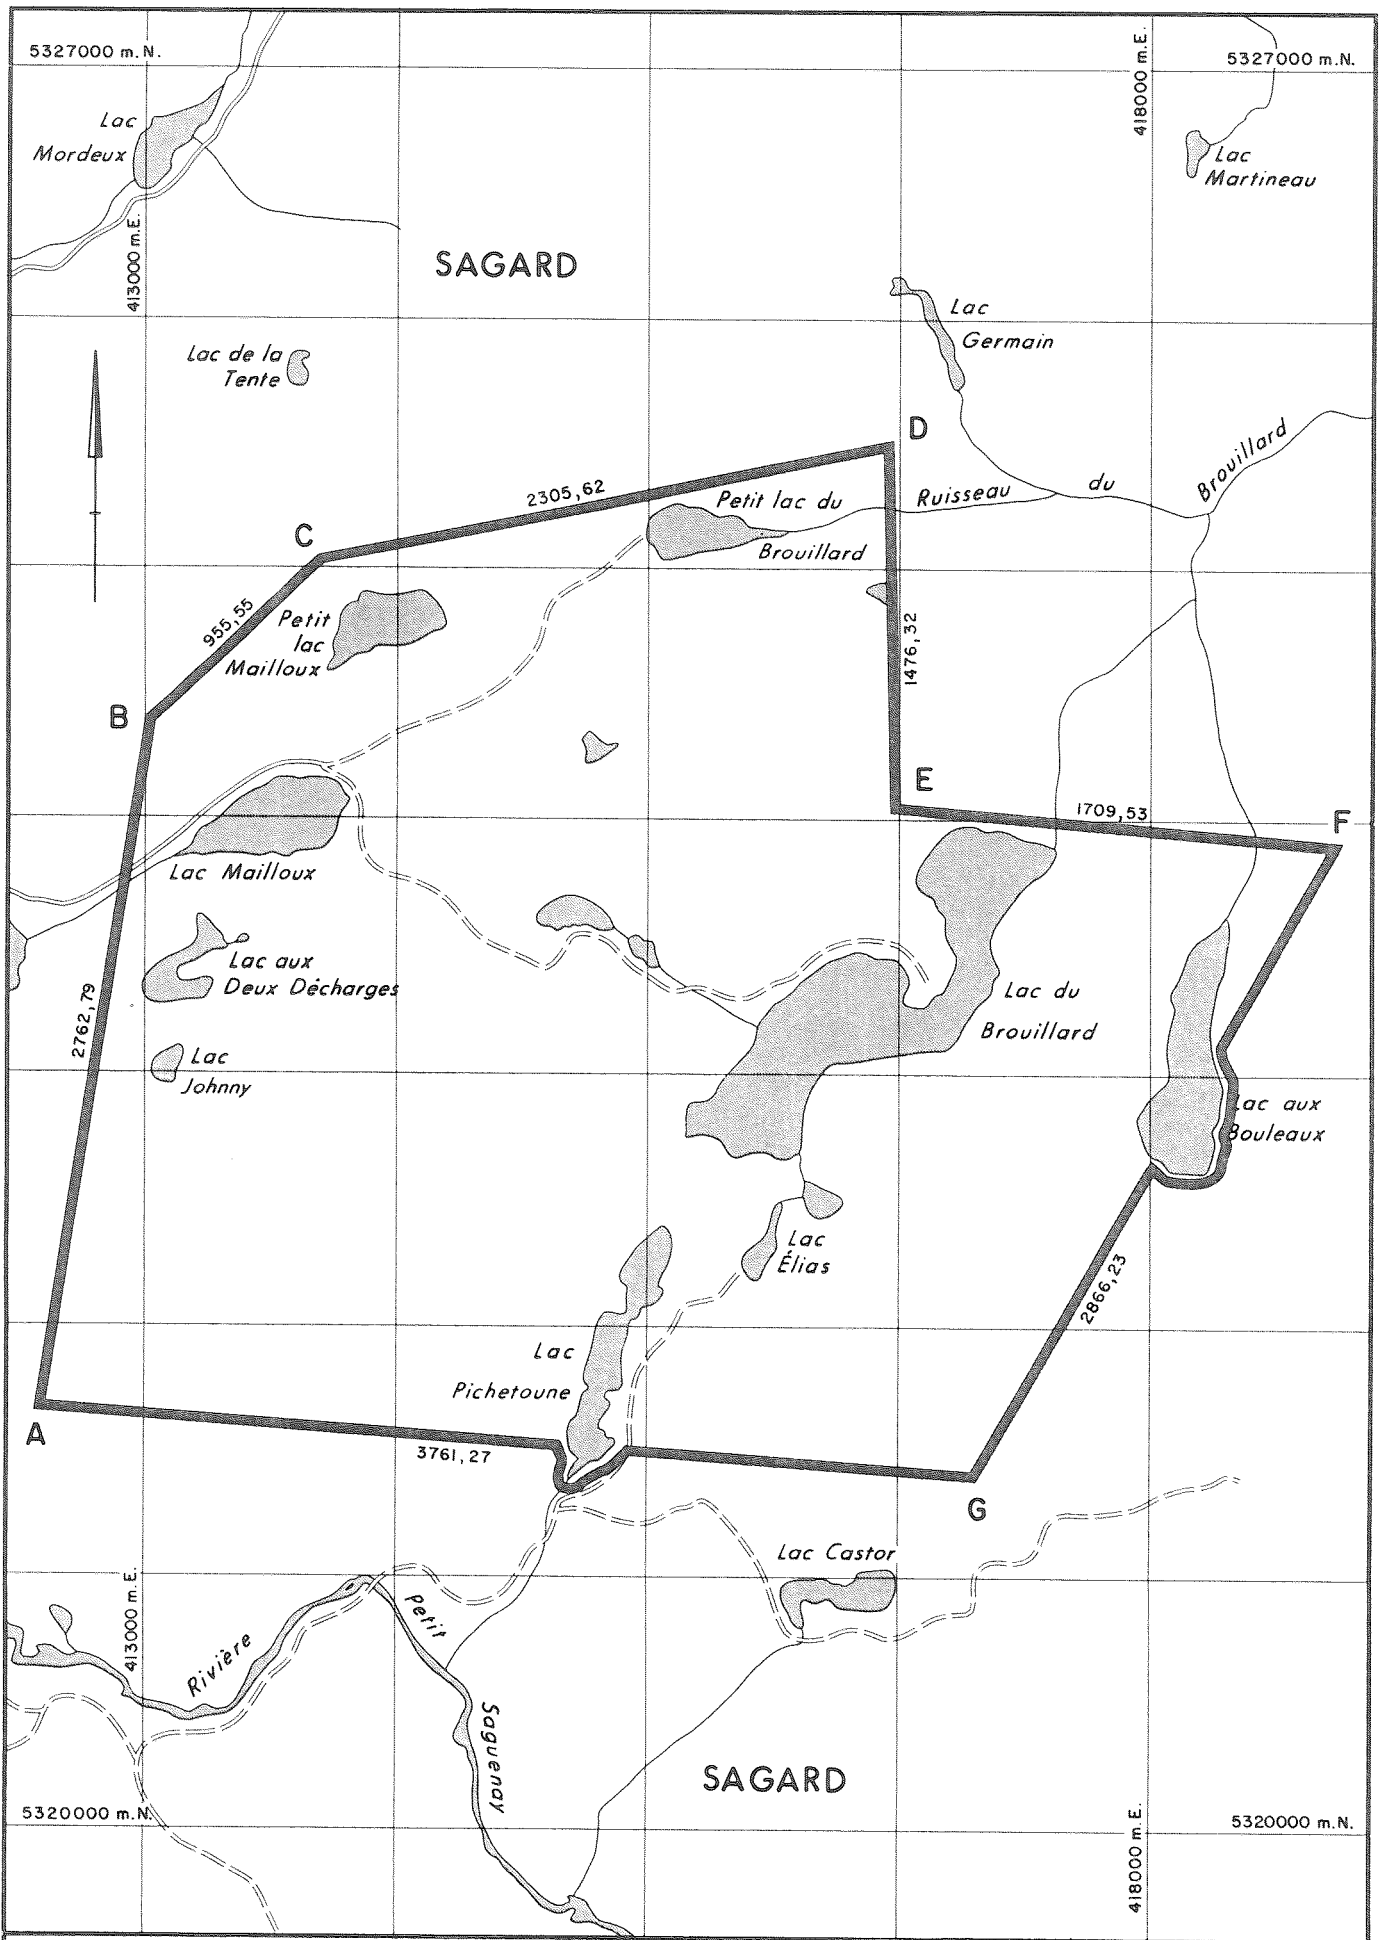 5327000 m.N.
5327000 m.N.
418000 m.E.
Lac
Mordeux
Lac
Martineau
413000 m.E.
SAGARD
Lac
Germain
Lac de la
Tente
D
Brouillard
du
Ruisseau
2305,62
Petit lac du
Brouillard
C
955,55
Petit
lac
Mailloux
1476,32
B
E
1709,53
F
Lac Mailloux
Lac aux
Deux Décharges
2762,79
Lac du
Brouillard
Lac
Johnny
Lac aux
Bouleaux
Lac
Élias
2866,23
Lac
Pichetoune
A
3761,27
G
Lac Castor
413000 m.E.
Rivière
Petit
Saguenay
SAGARD
5320000 m.N.
5320000 m.N.
418000 m.E.